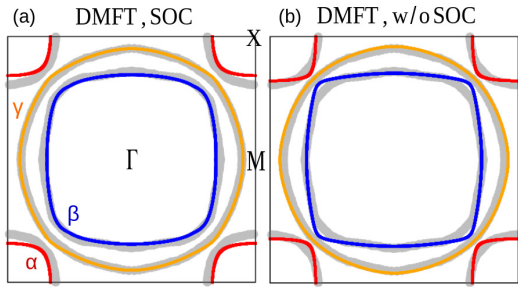 (a) DMFT, SOC
X
(b) DMFT, w/o SOC
γ
Γ
M
β
α